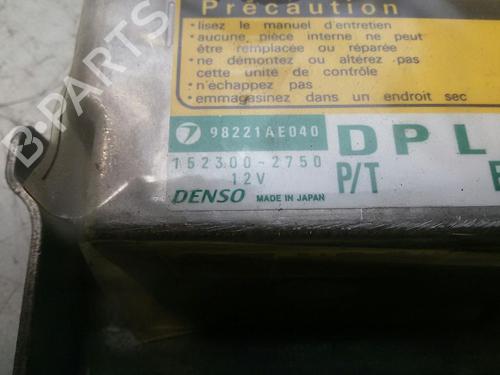 Précaution
•lisez le manuel d'entretien
•aucune, pièce interne ne peut
être remplacée ou réparée
•ne démontez ou altérez pas
cette unité de contrôle
•n'échappez pas
•emmagasinez dans un endroit sec
98221AE040
DPL
152300-2750
12V
P/T
DENSO MADE IN JAPAN
B-PARTS